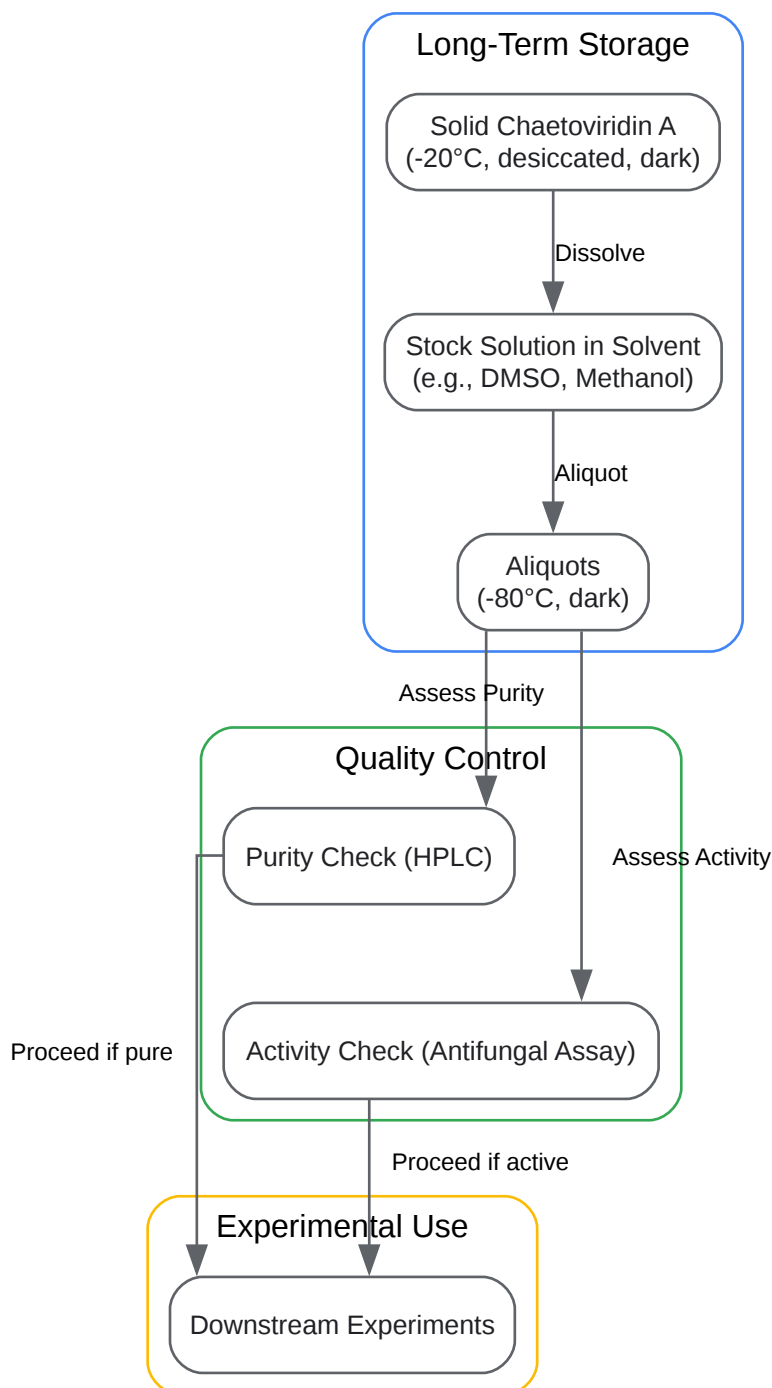 Long-Term Storage
Solid Chaetoviridin A
(-20°C, desiccated, dark)
Dissolve
Stock Solution in Solvent
(e.g., DMSO, Methanol)
Aliquot
Aliquots
(-80°C, dark)
Assess Purity
Quality Control
Purity Check (HPLC)
Assess Activity
Activity Check (Antifungal Assay)
Proceed if pure
Proceed if active
Experimental Use
Downstream Experiments